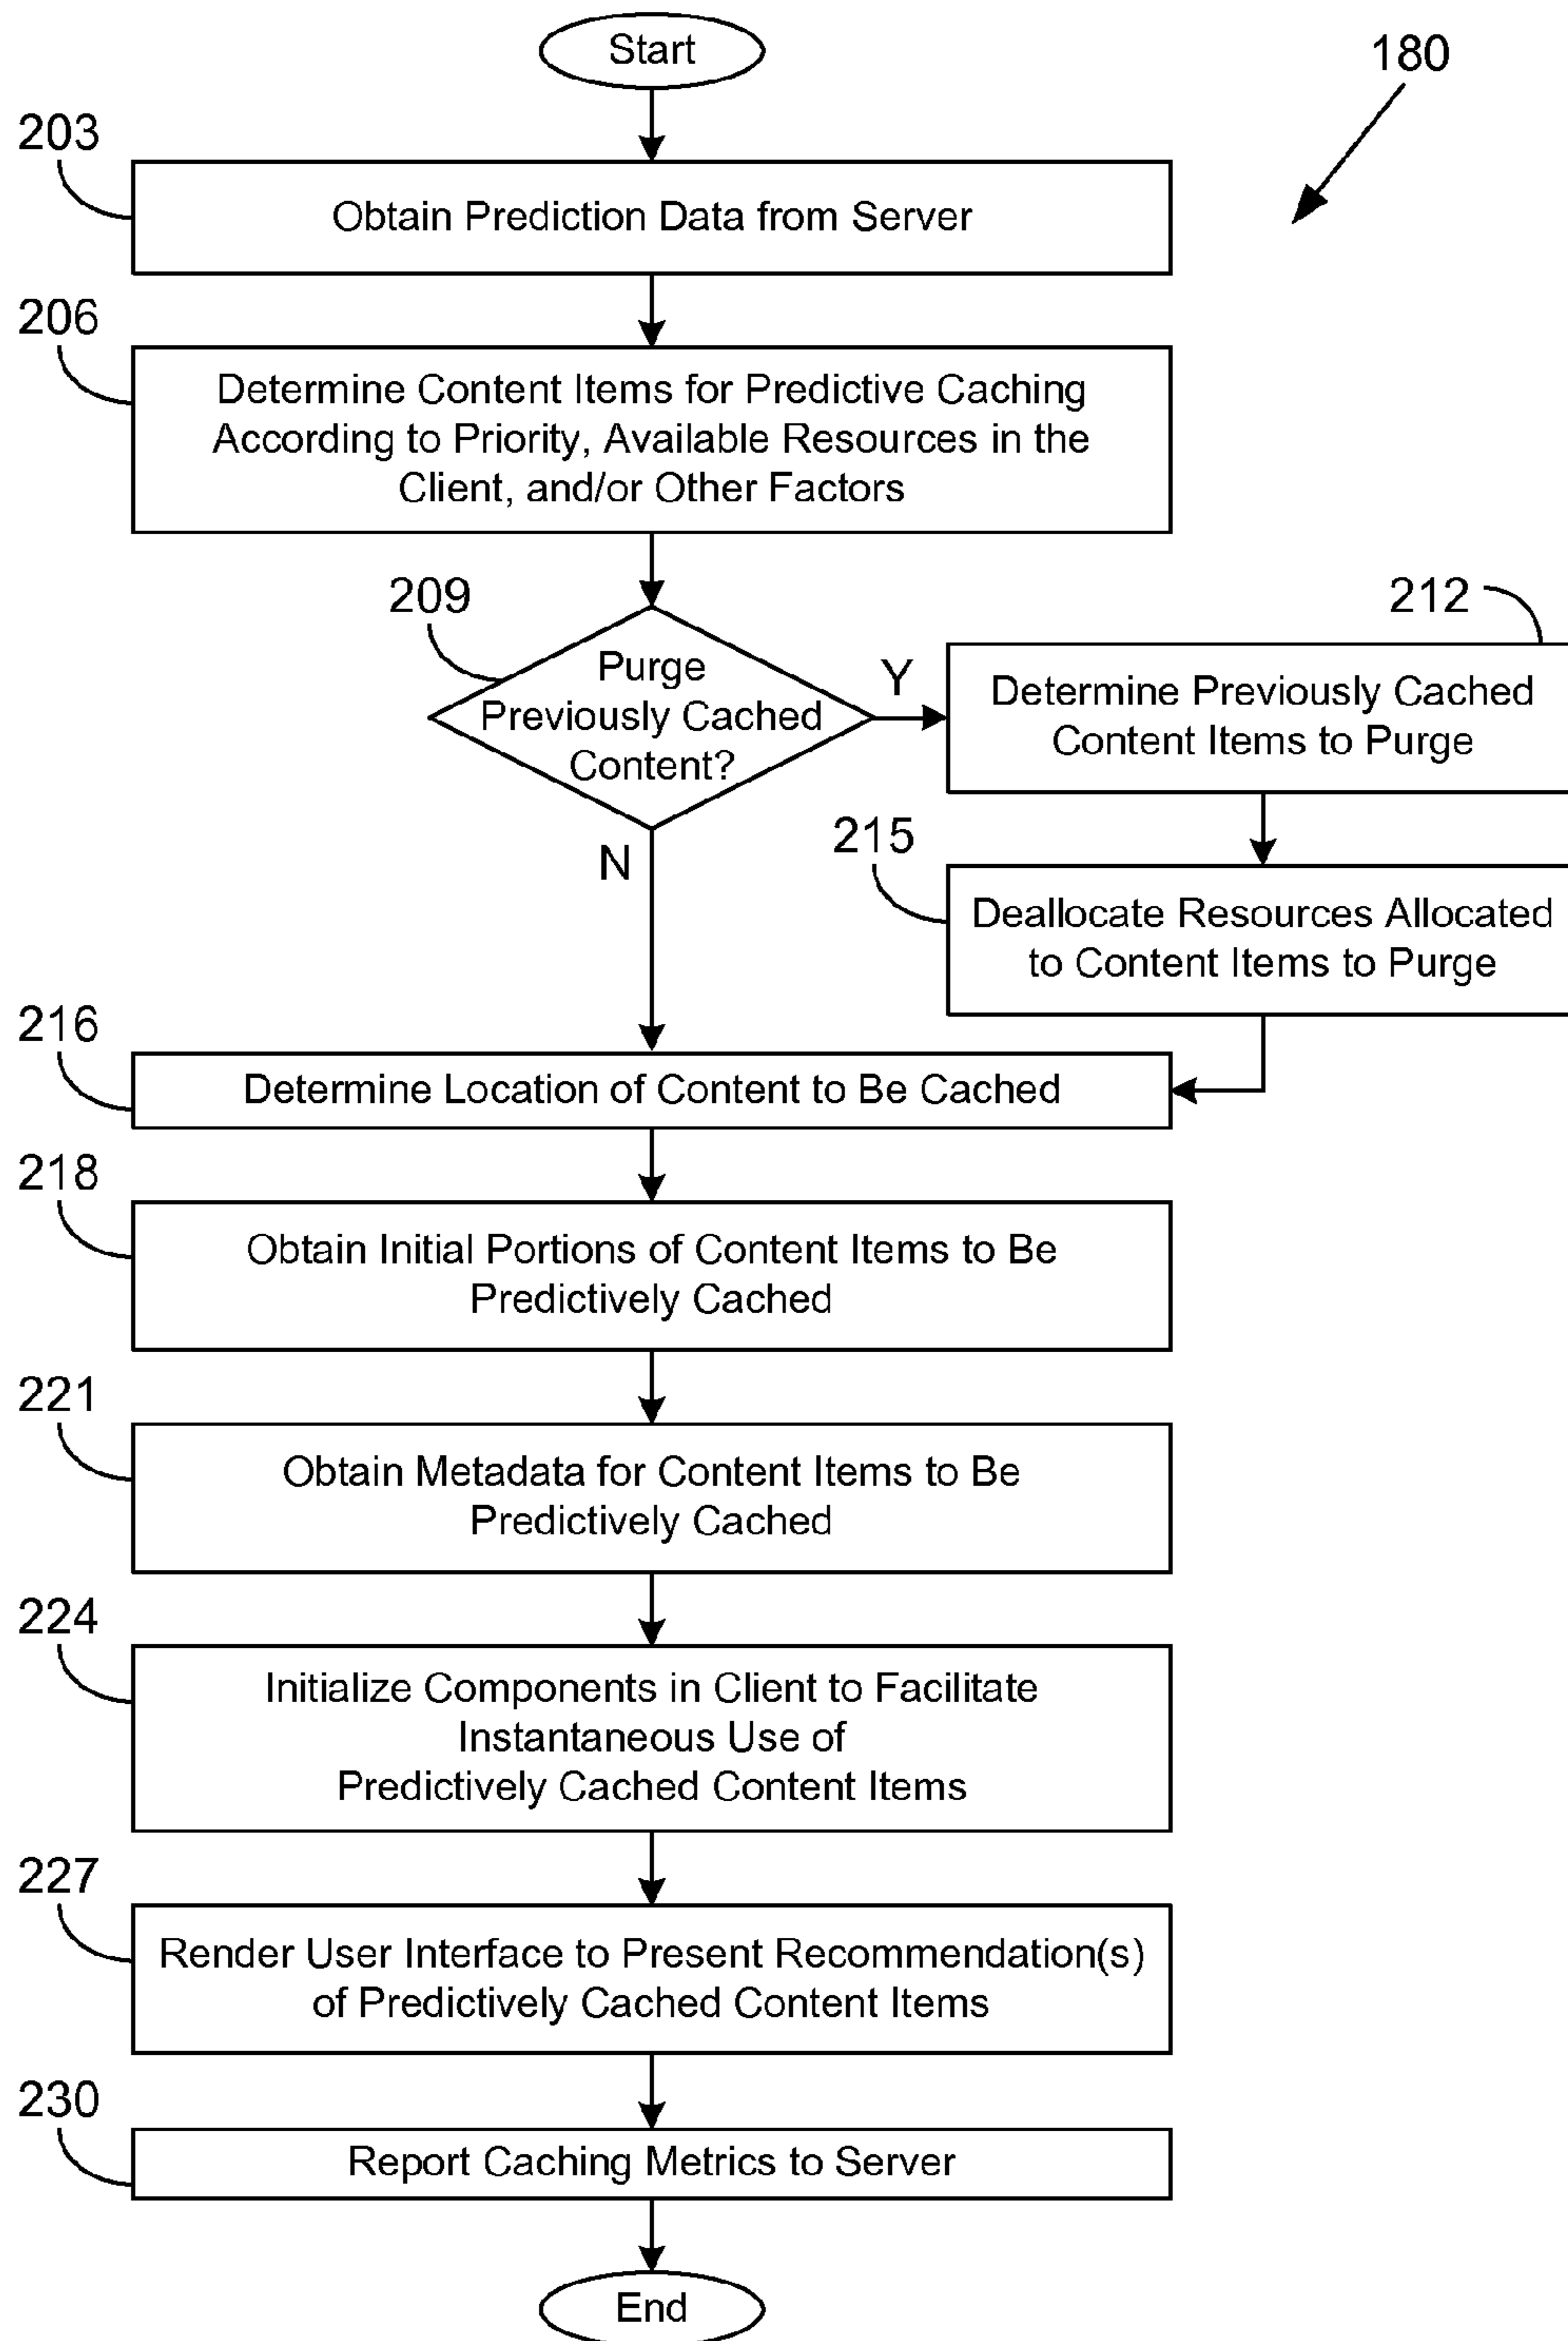 Start
180
203
Obtain Prediction Data from Server
206
Determine Content Items for Predictive Caching
According to Priority, Available Resources in the
Client, and/or Other Factors
209
Purge
Previously Cached
Content?
Y
N
212
Determine Previously Cached
Content Items to Purge
215
Deallocate Resources Allocated
to Content Items to Purge
216
Determine Location of Content to Be Cached
218
Obtain Initial Portions of Content Items to Be
Predictively Cached
221
Obtain Metadata for Content Items to Be
Predictively Cached
224
Initialize Components in Client to Facilitate
Instantaneous Use of
Predictively Cached Content Items
227
Render User Interface to Present Recommendation(s)
of Predictively Cached Content Items
230
Report Caching Metrics to Server
End